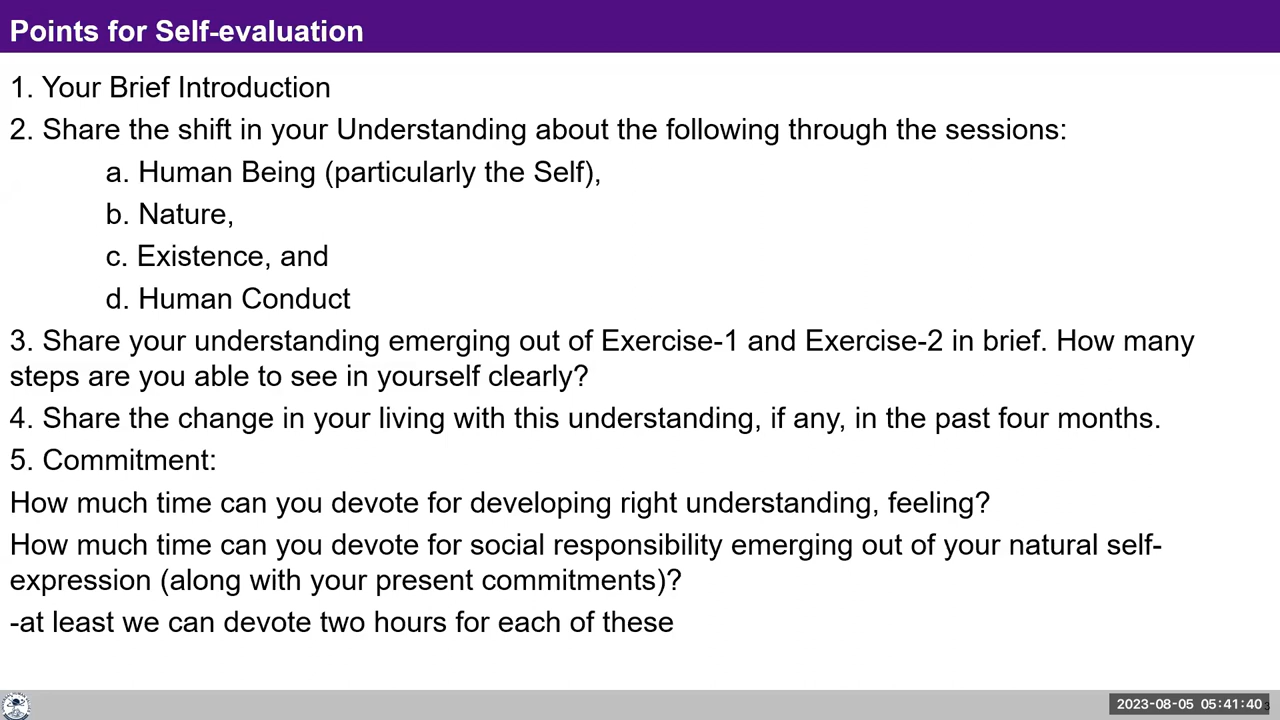 Points for Self-evaluation
1. Your Brief Introduction
2. Share the shift in your Understanding about the following through the sessions:
a. Human Being (particularly the Self),
b. Nature,
c. Existence, and
d. Human Conduct
3. Share your understanding emerging out of Exercise-1 and Exercise-2 in brief. How many
steps are you able to see in yourself clearly?
4. Share the change in your living with this understanding, if any, in the past four months.
5. Commitment:
How much time can you devote for developing right understanding, feeling?
How much time can you devote for social responsibility emerging out of your natural self-
expression (along with your present commitments)?
-at least we can devote two hours for each of these
2023-08-05 05:41:40
3